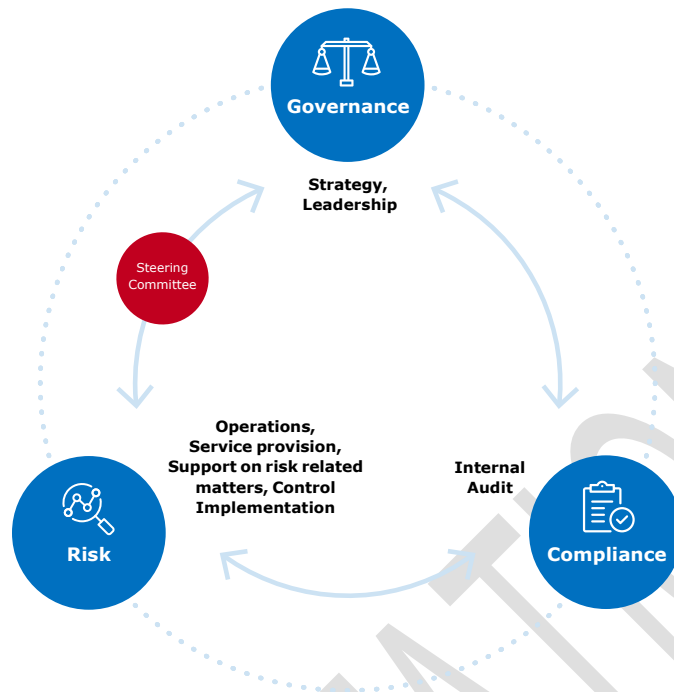 Governance
Strategy,
Leadership
Steering
Committee
Operations,
Service provision,
Support on risk related
matters, Control
Implementation
Internal
Audit
Risk
Compliance